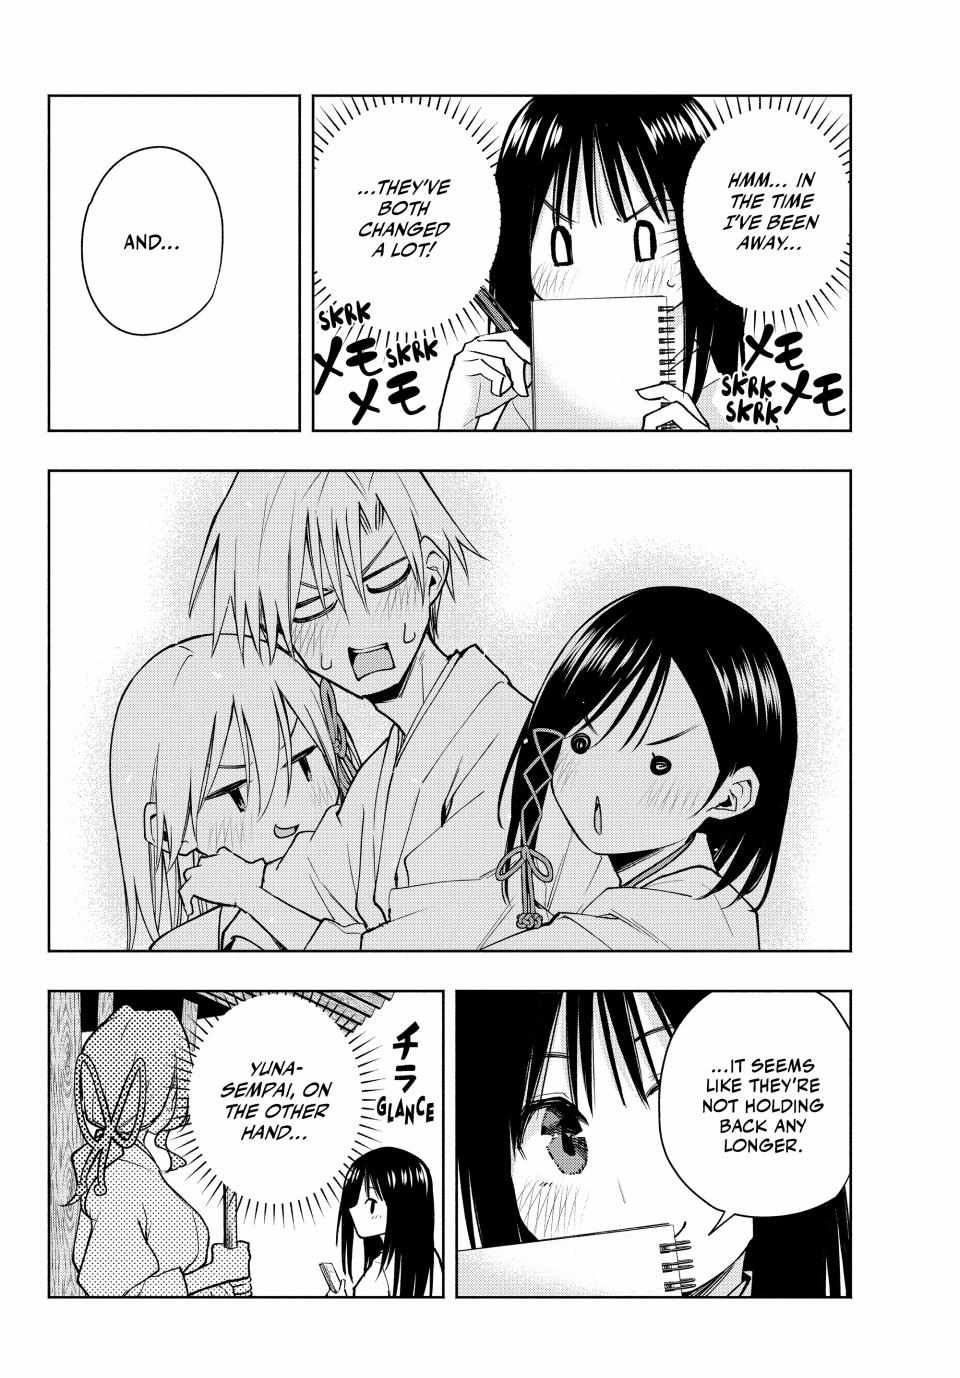 HMM... IN
THE TIME
I'VE BEEN
AWAY...
...THEY'VE
BOTH
CHANGED
A LOT!
メモ
メモ
SKRK
SKRK
SKRK
メモ
SKRK
メモ
AND...
...IT SEEMS
LIKE THEY'RE
NOT HOLDING
BACK ANY
LONGER.
チラ
GLANCE
YUNA-
SEMPAI, ON
THE OTHER
HAND...